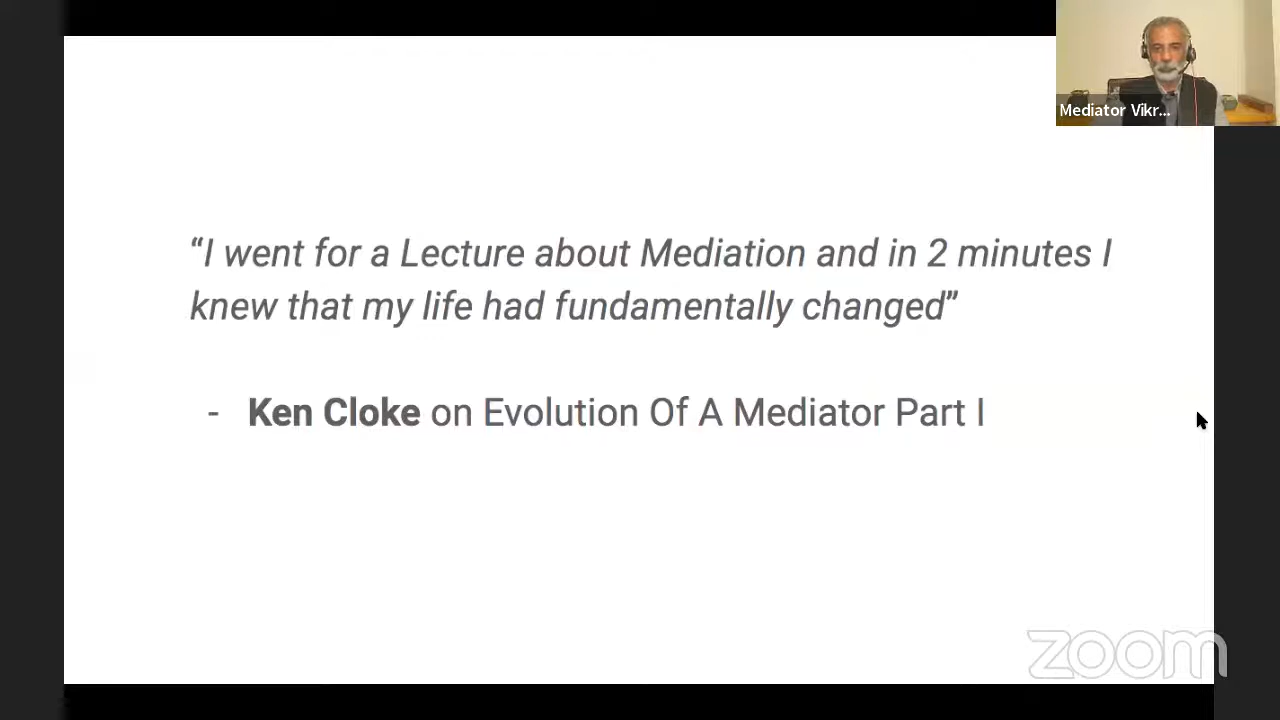 Mediator Vikr...
“I went for a Lecture about Mediation and in 2 minutes I
knew that my life had fundamentally changed”
- Ken Cloke on Evolution Of A Mediator Part I
zoom